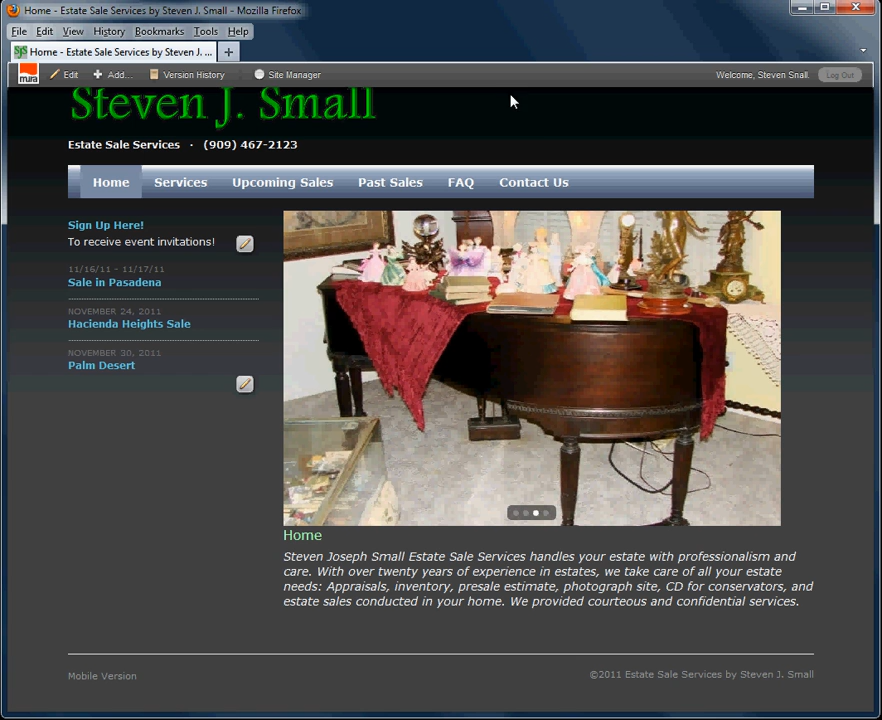 Home - Estate Sale Services by Steven J. Small - Mozilla Firefox
File Edit View History Bookmarks Tools Help
SJS Home - Estate Sale Services by Steven J. ... +
mura Edit Add... Version History Site Manager Welcome, Steven Snall. Log Out
Steven J. Small
Estate Sale Services · (909) 467-2123
Home Services Upcoming Sales Past Sales FAQ Contact Us
Sign Up Here!
To receive event invitations!
11/16/11 - 11/17/11
Sale in Pasadena
NOVEMBER 24, 2011
Hacienda Heights Sale
NOVEMBER 30, 2011
Palm Desert
Home
Steven Joseph Small Estate Sale Services handles your estate with professionalism and
care. With over twenty years of experience in estates, we take care of all your estate
needs: Appraisals, inventory, presale estimate, photograph site, CD for conservators, and
estate sales conducted in your home. We provided courteous and confidential services.
Mobile Version
©2011 Estate Sale Services by Steven J. Small